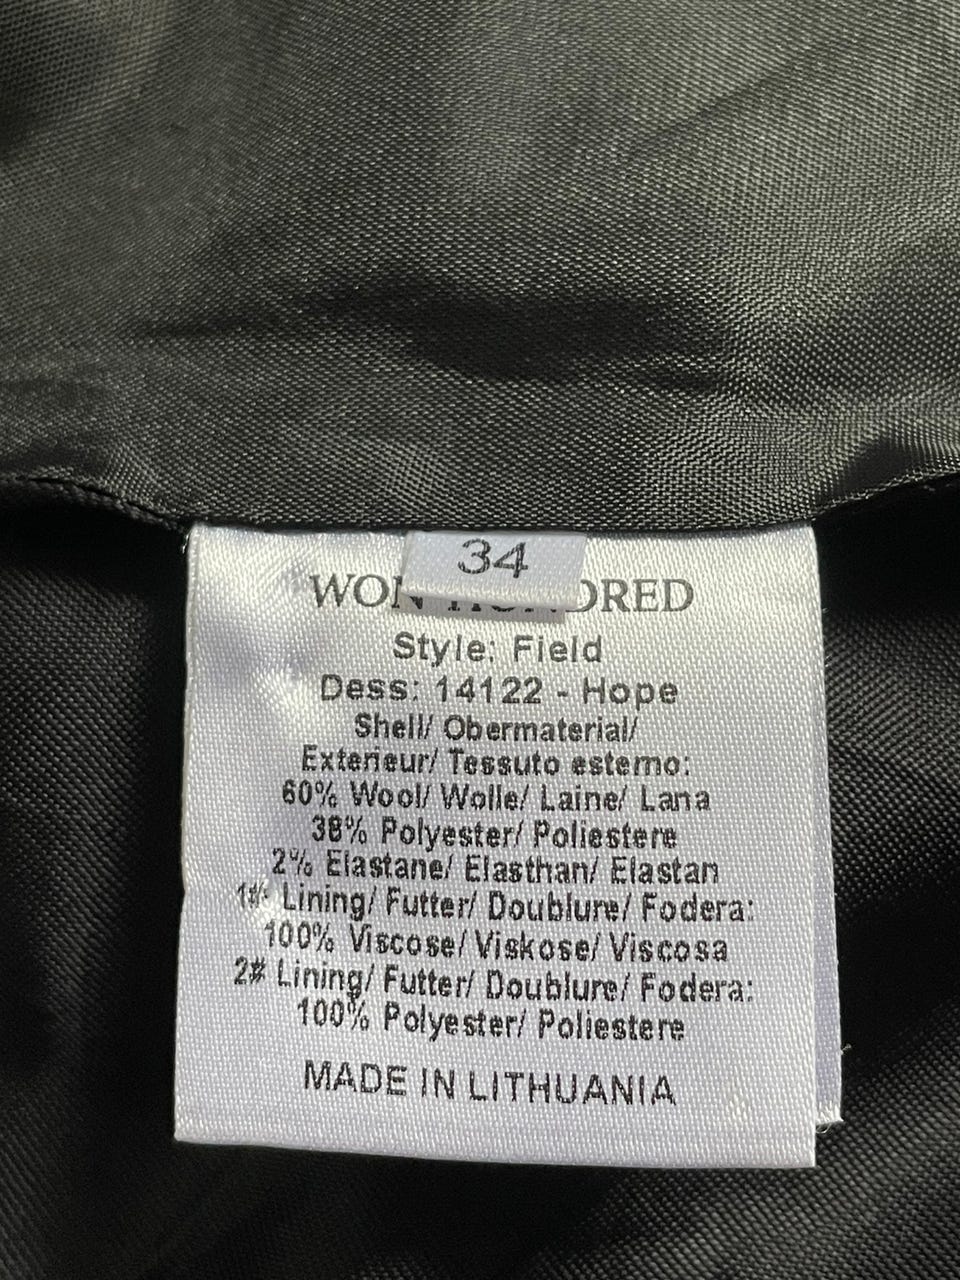 34
WON HUNDRED
Style: Field
Dess: 14122 - Hope
Shell/ Obermaterial/
Exterieur/ Tessuto esterno:
60% Wool/ Wolle/ Laine/ Lana
38% Polyester/ Poliestere
2% Elastane/ Elasthan/ Elastan
1# Lining/ Futter/ Doublure/ Fodera:
100% Viscose/ Viskose/ Viscosa
2# Lining/ Futter/ Doublure/ Fodera:
100% Polyester/ Poliestere
MADE IN LITHUANIA